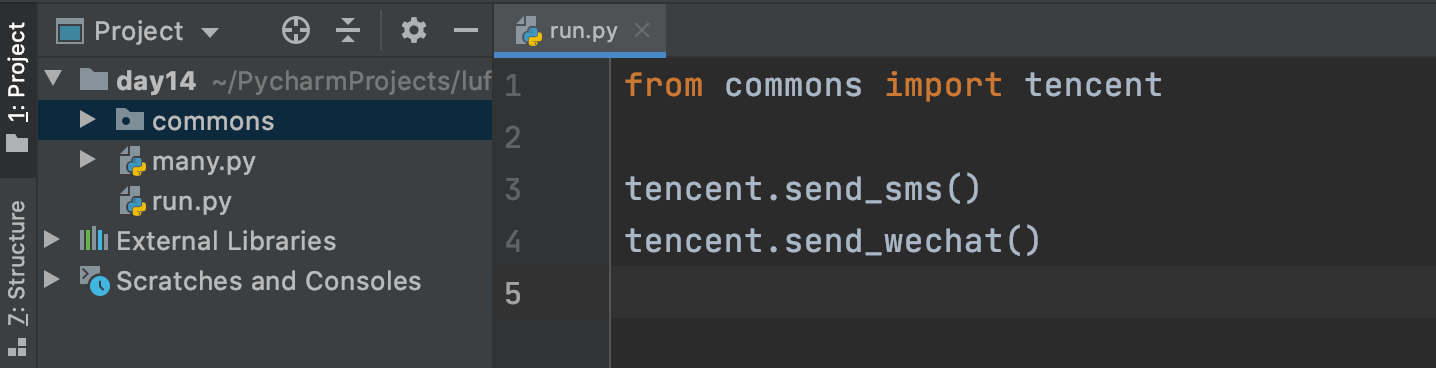 1: Project
Z: Structure
Project
day14 ~/PycharmProjects/luf
commons
many.py
run.py
External Libraries
Scratches and Consoles
run.py
1 from commons import tencent
2
3 tencent.send_sms()
4 tencent.send_wechat()
5